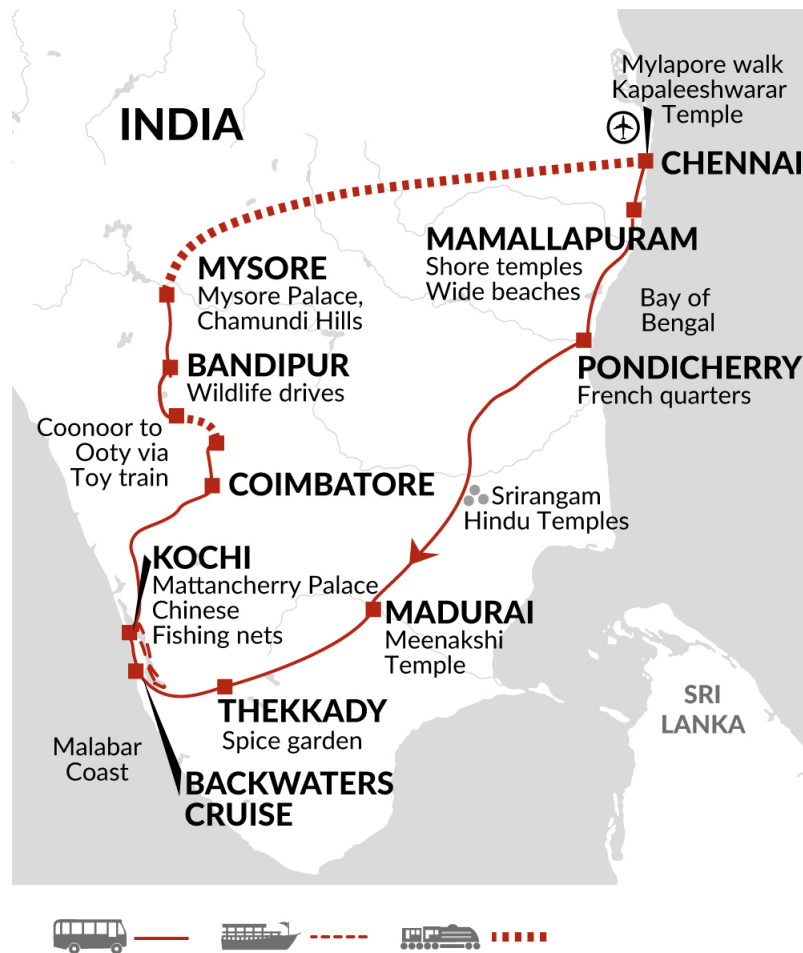 INDIA
Mylapore walk
Kapaleeshwarar
Temple
CHENNAI
MAMALLAPURAM
Shore temples
Wide beaches
MYSORE
Mysore Palace,
Chamundi Hills
Bay of
Bengal
BANDIPUR
Wildlife drives
PONDICHERRY
French quarters
Coonoor to
Ooty via
Toy train
COIMBATORE
Srirangam
Hindu Temples
KOCHI
Mattancherry Palace
Chinese
Fishing nets
MADURAI
Meenakshi
Temple
THEKKADY
Spice garden
SRI
LANKA
Malabar
Coast
BACKWATERS
CRUISE